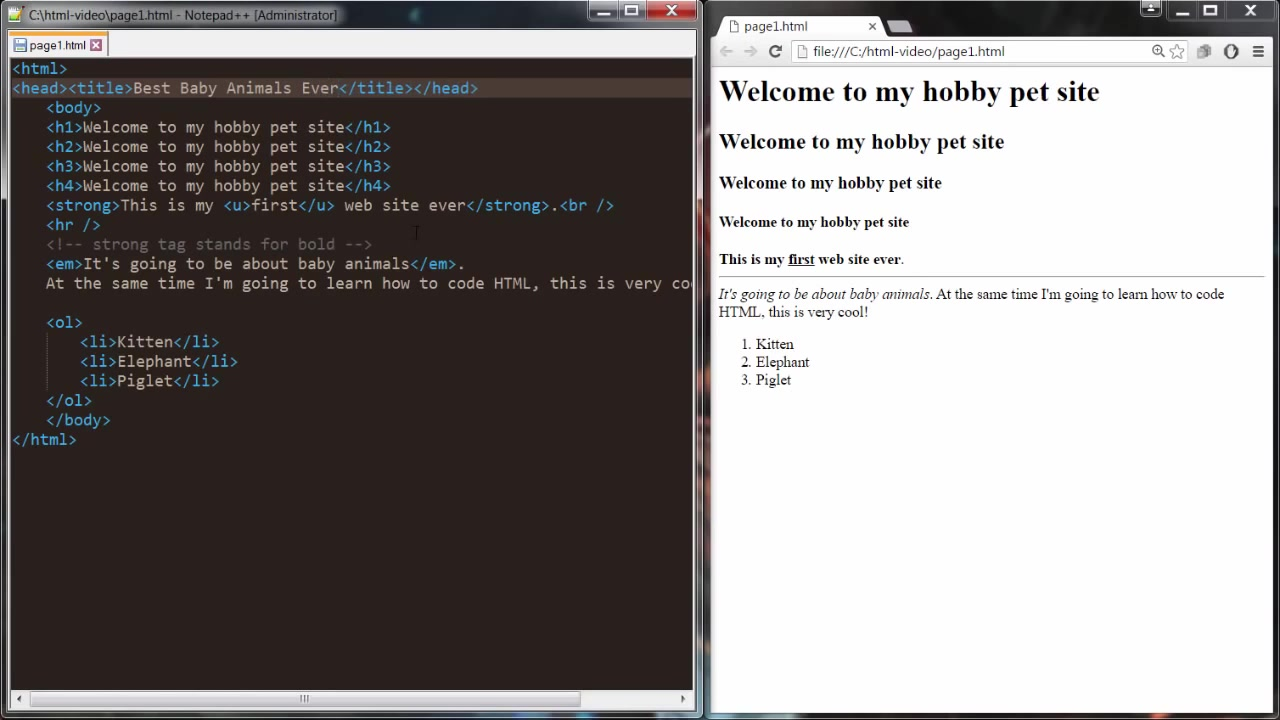 C:\html-video\page1.html - Notepad++ [Administrator]
page1.html
<html>
<head><title>Best Baby Animals Ever</title></head>
<body>
<h1>Welcome to my hobby pet site</h1>
<h2>Welcome to my hobby pet site</h2>
<h3>Welcome to my hobby pet site</h3>
<h4>Welcome to my hobby pet site</h4>
<strong>This is my <u>first</u> web site ever</strong>.<br />
<hr />
<!-- strong tag stands for bold -->
<em>It's going to be about baby animals</em>.
At the same time I'm going to learn how to code HTML, this is very co
<ol>
<li>Kitten</li>
<li>Elephant</li>
<li>Piglet</li>
</ol>
</body>
</html>
page1.html
file:///C:/html-video/page1.html
Welcome to my hobby pet site
Welcome to my hobby pet site
Welcome to my hobby pet site
Welcome to my hobby pet site
This is my first web site ever.
It's going to be about baby animals. At the same time I'm going to learn how to code
HTML, this is very cool!
1. Kitten
2. Elephant
3. Piglet